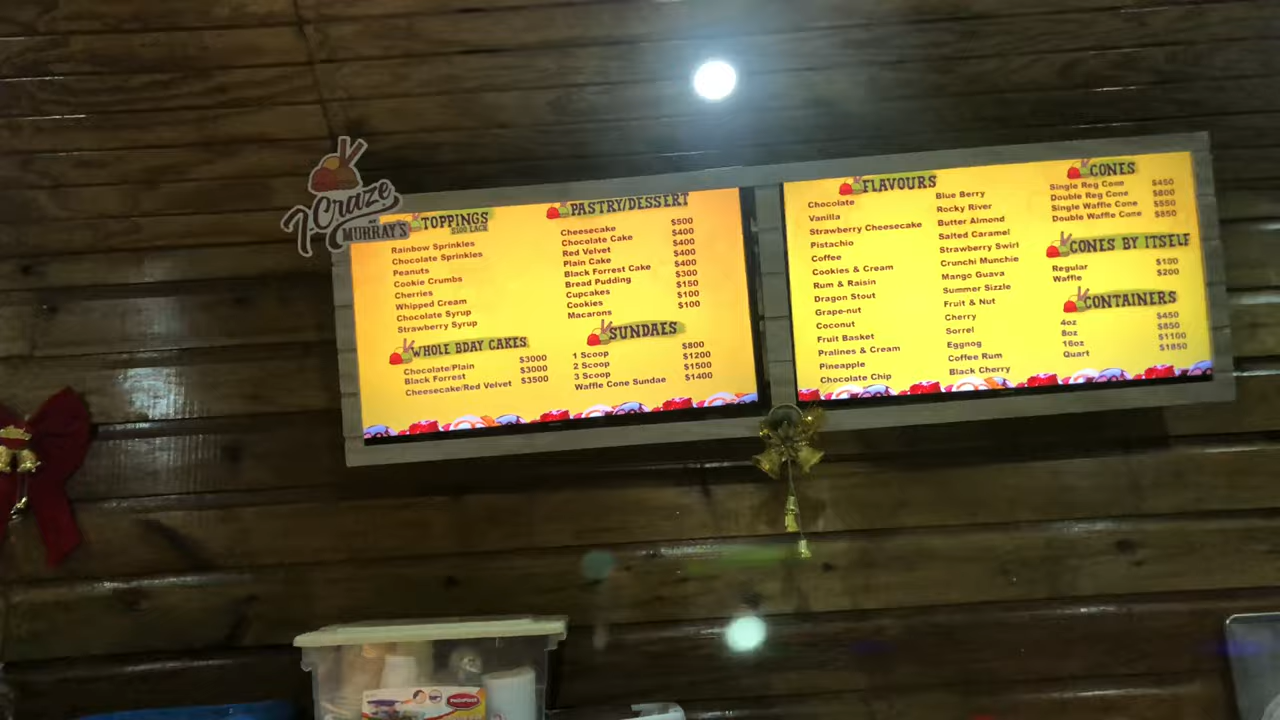 I-Craze
AT
MURRAY'S
TOPPINGS
$100 EACH
Rainbow Sprinkles
Chocolate Sprinkles
Peanuts
Cookie Crumbs
Cherries
Whipped Cream
Chocolate Syrup
Strawberry Syrup
WHOLE BDAY CAKES
Chocolate/Plain $3000
Black Forrest $3000
Cheesecake/Red Velvet $3500
PASTRY/DESSERT
Cheesecake $500
Chocolate Cake $400
Red Velvet $400
Plain Cake $400
Black Forrest Cake $400
Bread Pudding $300
Cupcakes $150
Cookies $100
Macarons $100
SUNDAES
1 Scoop $800
2 Scoop $1200
3 Scoop $1500
Waffle Cone Sundae $1400
FLAVOURS
Chocolate
Vanilla
Strawberry Cheesecake
Pistachio
Coffee
Cookies & Cream
Rum & Raisin
Dragon Stout
Grape-nut
Coconut
Fruit Basket
Pralines & Cream
Pineapple
Chocolate Chip
Blue Berry
Rocky River
Butter Almond
Salted Caramel
Strawberry Swirl
Crunchi Munchie
Mango Guava
Summer Sizzle
Fruit & Nut
Cherry
Sorrel
Eggnog
Coffee Rum
Black Cherry
CONES
Single Reg Cone $450
Double Reg Cone $800
Single Waffle Cone $550
Double Waffle Cone $850
CONES BY ITSELF
Regular $100
Waffle $200
CONTAINERS
4oz $450
8oz $850
16oz $1100
Quart $1850